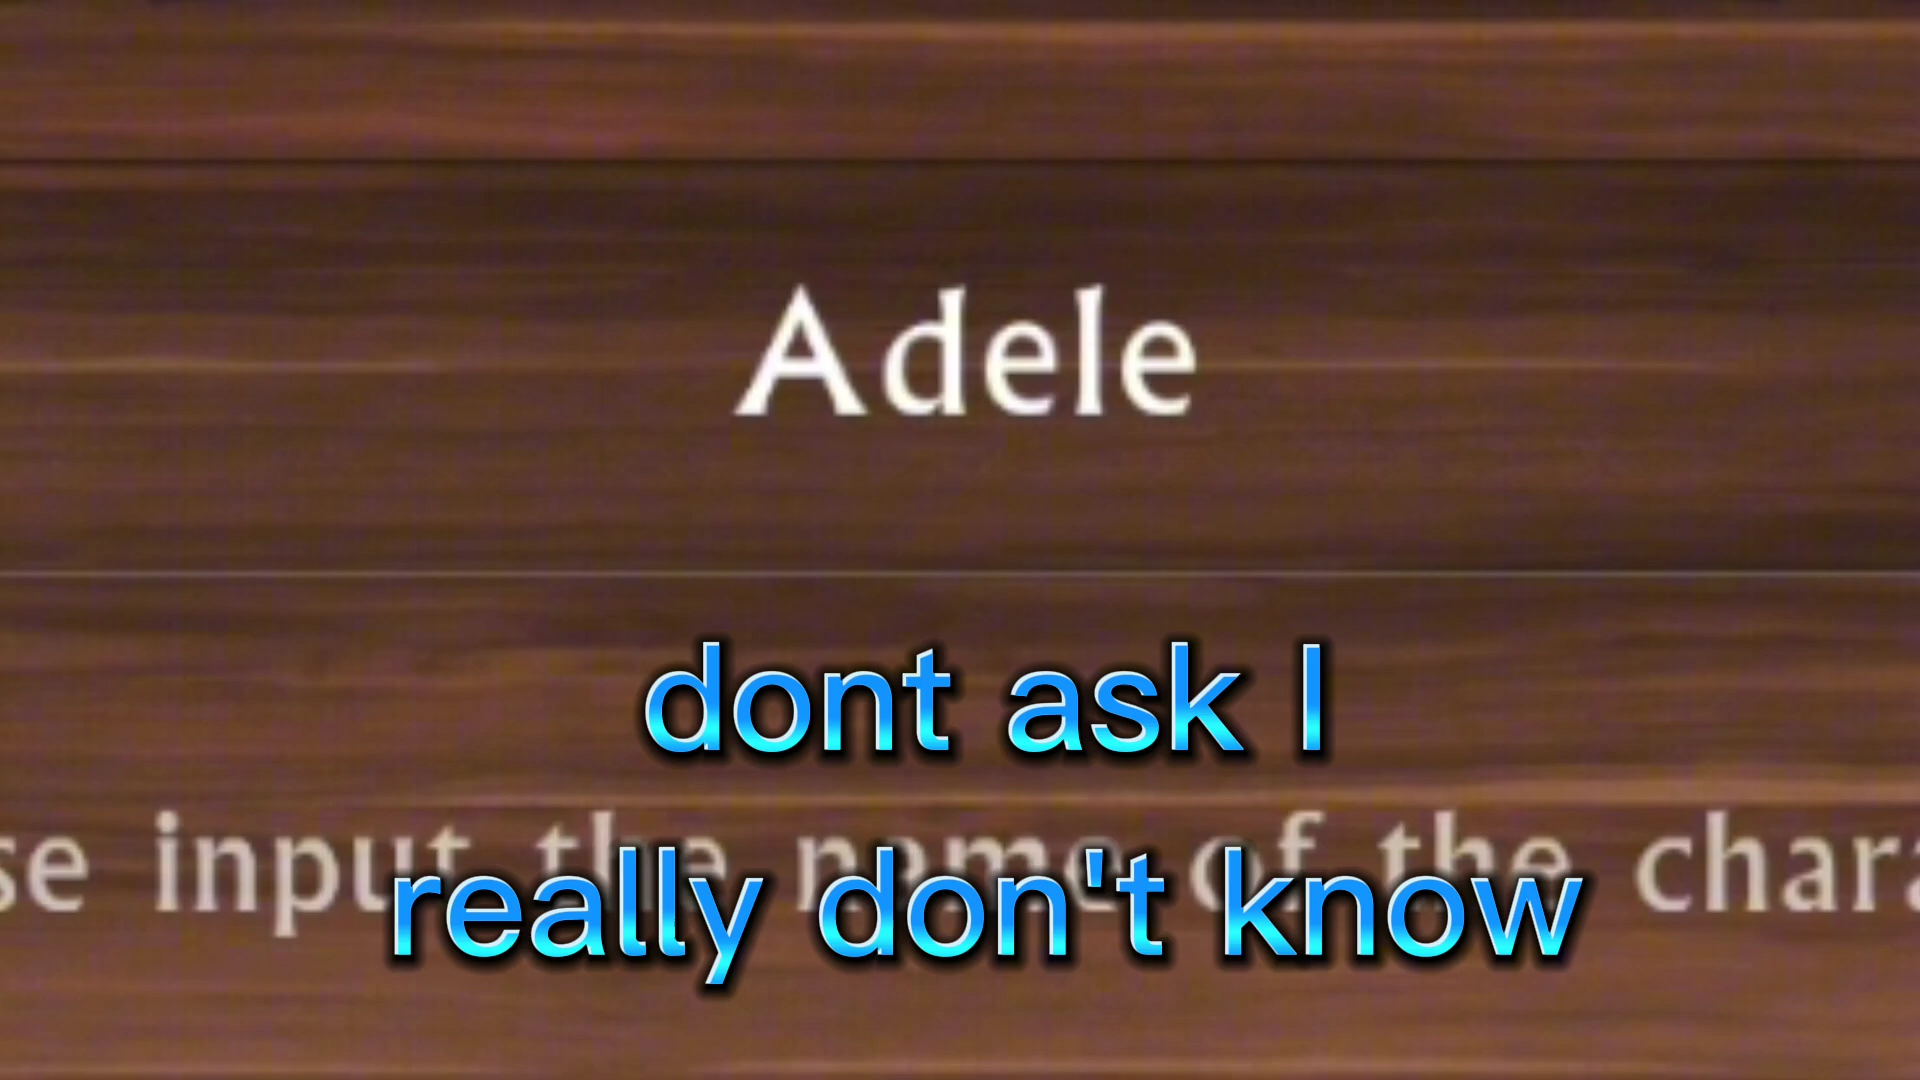 Adele
dont ask I
se input the name of the chara
really don't know